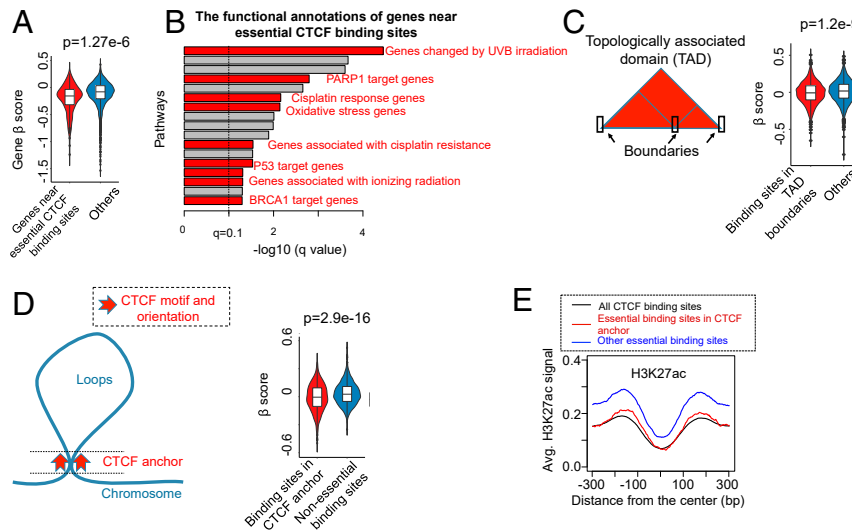 A
p=1.27e-6
Gene β score
0.5
0
-0.5
-1
-1.5
Genes near
essential CTCF
binding sites
Others
B
The functional annotations of genes near
essential CTCF binding sites
Pathways
Genes changed by UVB irradiation
PARP1 target genes
Cisplatin response genes
Oxidative stress genes
Genes associated with cisplatin resistance
P53 target genes
Genes associated with ionizing radiation
BRCA1 target genes
0
q=0.1
2
4
-log10 (q value)
C
Topologically associated
domain (TAD)
Boundaries
p=1.2e-
β score
0.5
0
-0.5
Binding sites in
TAD
boundaries
Others
D
CTCF motif and
orientation
Loops
CTCF anchor
Chromosome
p=2.9e-16
β score
0.6
0
-0.6
Binding sites in
CTCF anchor
Non-essential
binding sites
E
All CTCF binding sites
Essential binding sites in CTCF
anchor
Other essential binding sites
H3K27ac
Avg. H3K27ac signal
0.4
0.2
0.0
-300
-100
0
100
300
Distance from the center (bp)